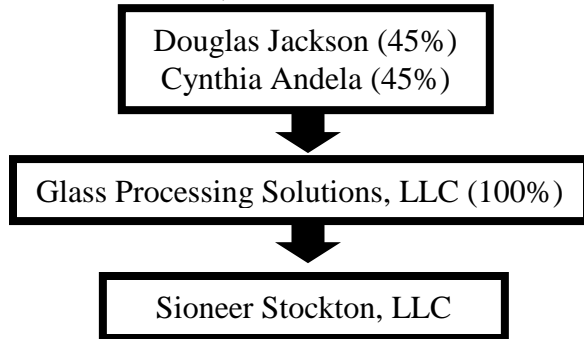 Douglas Jackson (45%)
Cynthia Andela (45%)
Glass Processing Solutions, LLC (100%)
Sioneer Stockton, LLC